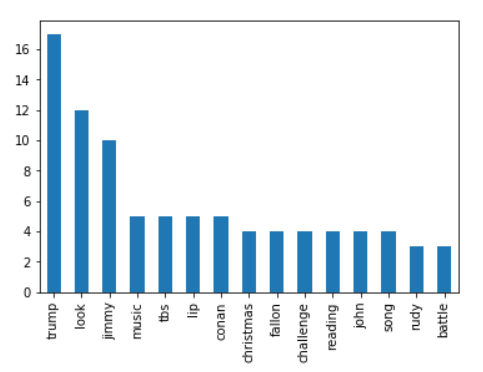 16
14
12
10
8
6
4
2
0
trump
look
jimmy
music
tbs
lip
conan
christmas
fallon
challenge
reading
john
song
rudy
battle